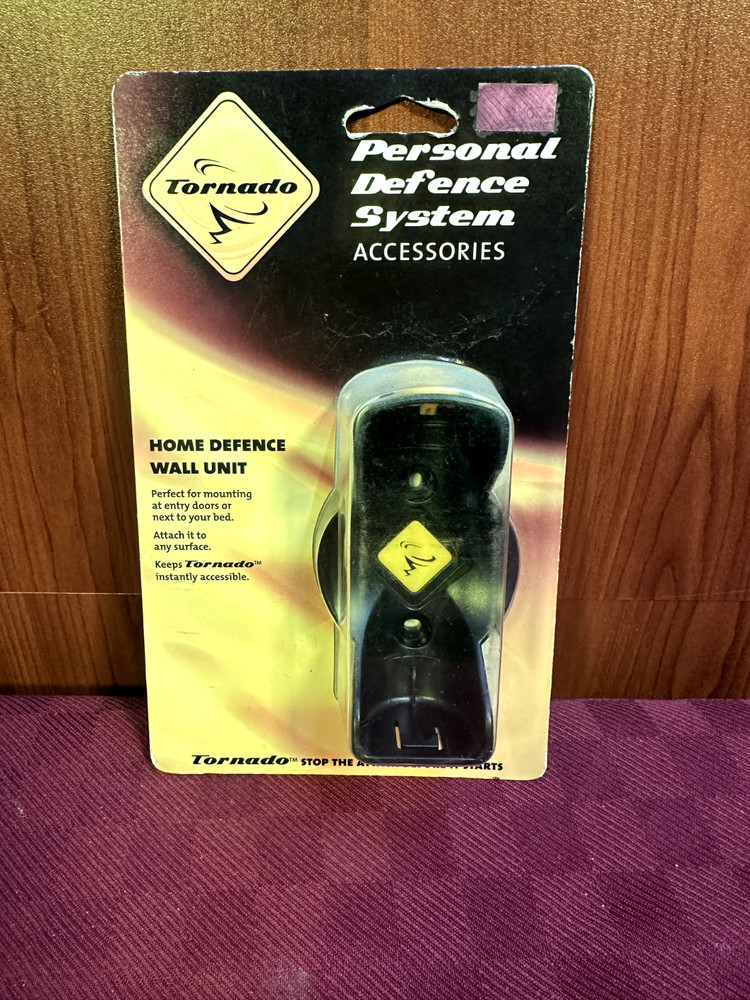 Tornado
Personal
Defence
System
ACCESSORIES
HOME DEFENCE
WALL UNIT
Perfect for mounting
at entry doors or
next to your bed.
Attach it to
any surface.
Keeps Tornado™
instantly accessible.
Tornado™ STOP THE STARTS